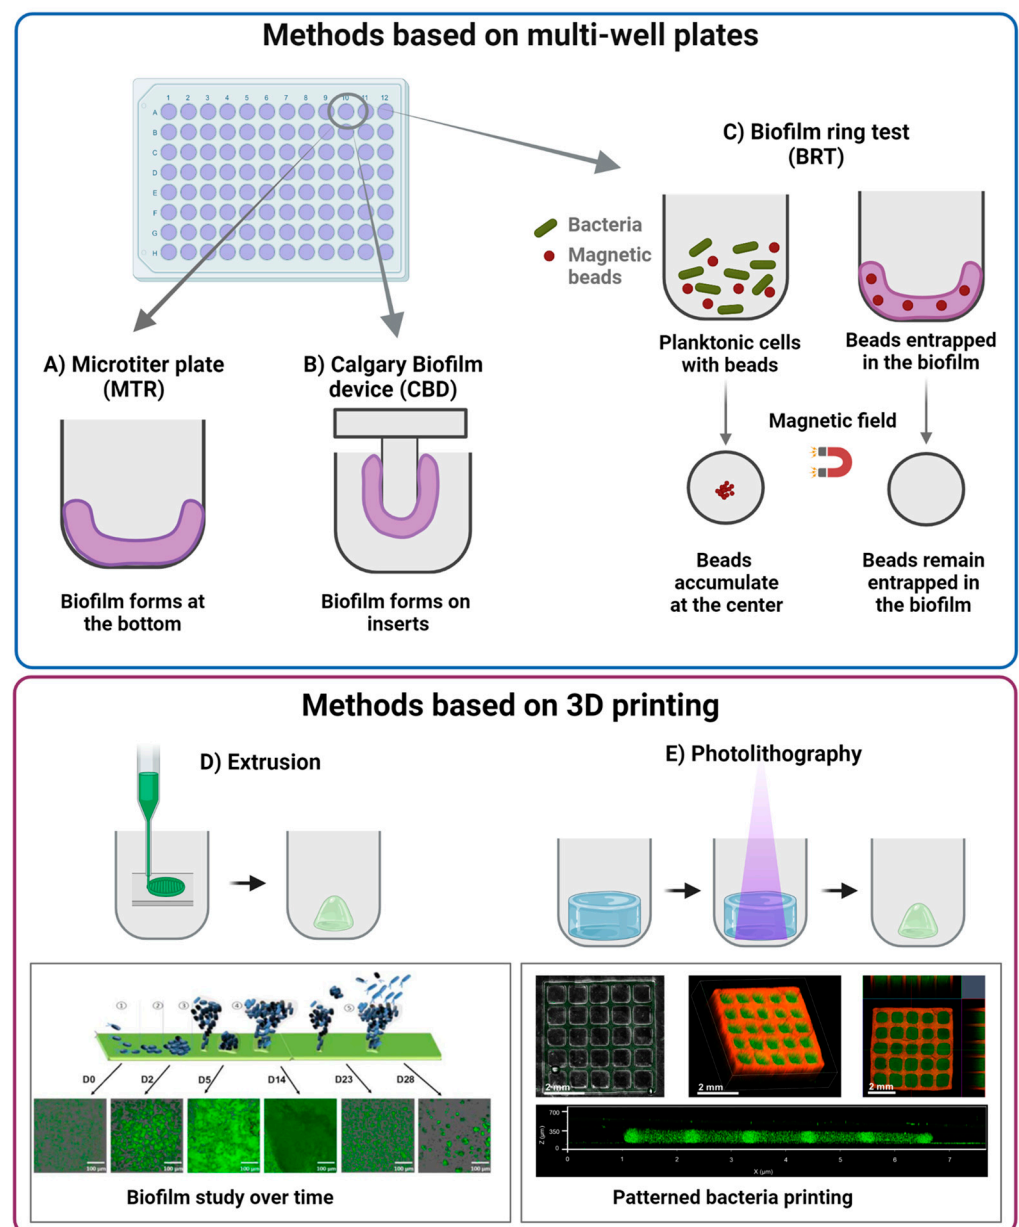 Methods based on multi-well plates
1 2 3 4 5 6 7 8 9 10 11 12
A
B
C
D
E
F
G
H
C) Biofilm ring test
(BRT)
Bacteria
Magnetic
beads
Planktonic cells
with beads
Beads entrapped
in the biofilm
A) Microtiter plate
(MTR)
B) Calgary Biofilm
device (CBD)
Magnetic field
Biofilm forms at
the bottom
Biofilm forms on
inserts
Beads
accumulate
at the center
Beads remain
entrapped in
the biofilm
Methods based on 3D printing
D) Extrusion
E) Photolithography
① ② ③ ④ ⑤
D0 D2 D5 D14 D23 D28
100 µm 100 µm 100 µm 100 µm 100 µm 100 µm
Biofilm study over time
2 mm 2 mm 2 mm
Z (µm)
700
350
0
0 1 2 3 4 5 6 7
X (µm)
Patterned bacteria printing